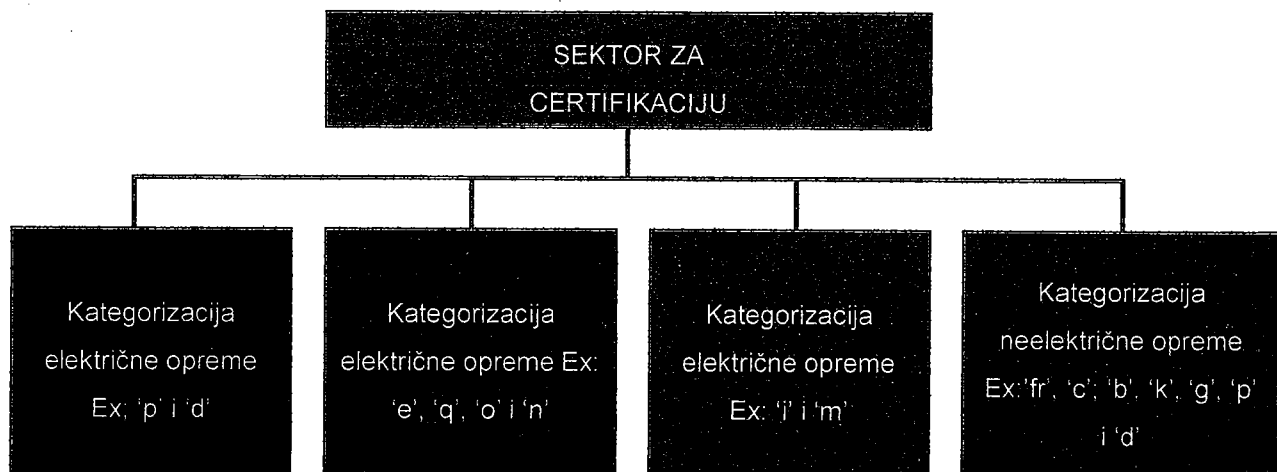 SEKTOR ZA
CERTIFIKACIJU
Kategorizacija
električne opreme
Ex; 'p' i 'd'
Kategorizacija
električne opreme Ex:
'e', 'q', 'o' i 'n'
Kategorizacija
električne opreme
Ex: 'i' i 'm'
Kategorizacija
neelektrične opreme
Ex:'fr', 'c'; 'b', 'k', 'g', 'p'
i 'd'